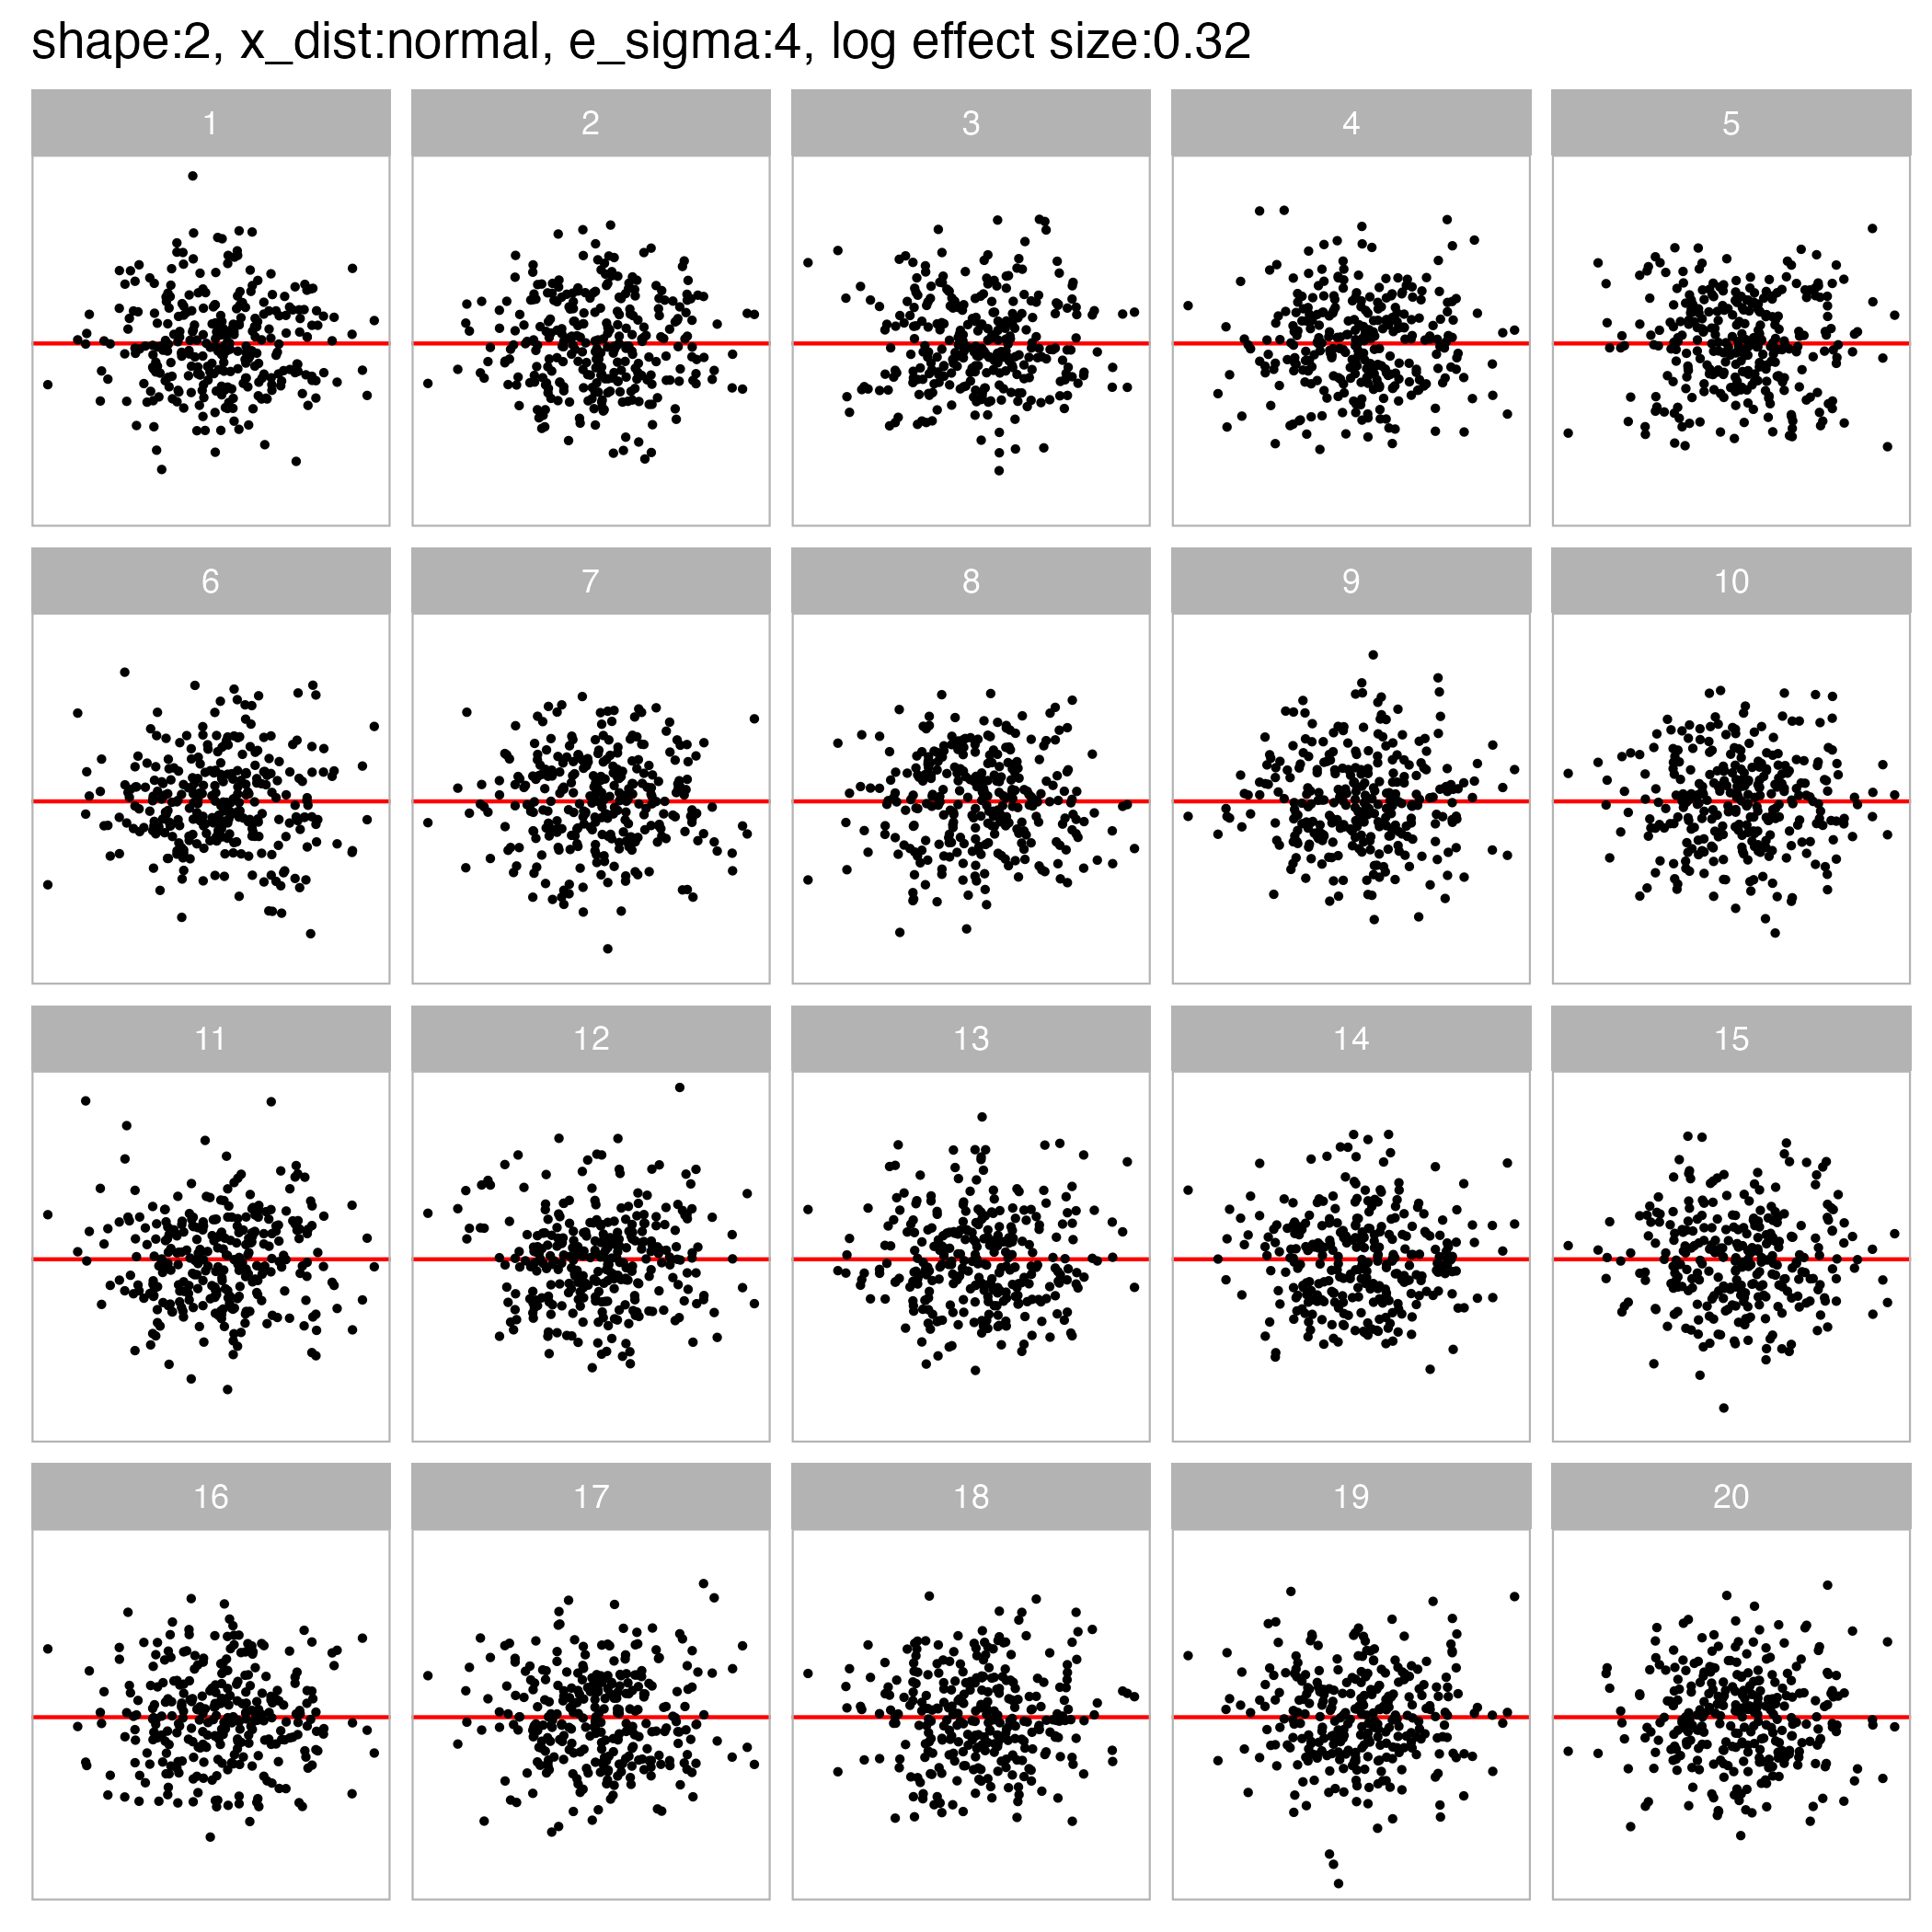 shape:2, x_dist:normal, e_sigma:4, log effect size:0.32
1 2 3 4 5
6 7 8 9 10
11 12 13 14 15
16 17 18 19 20